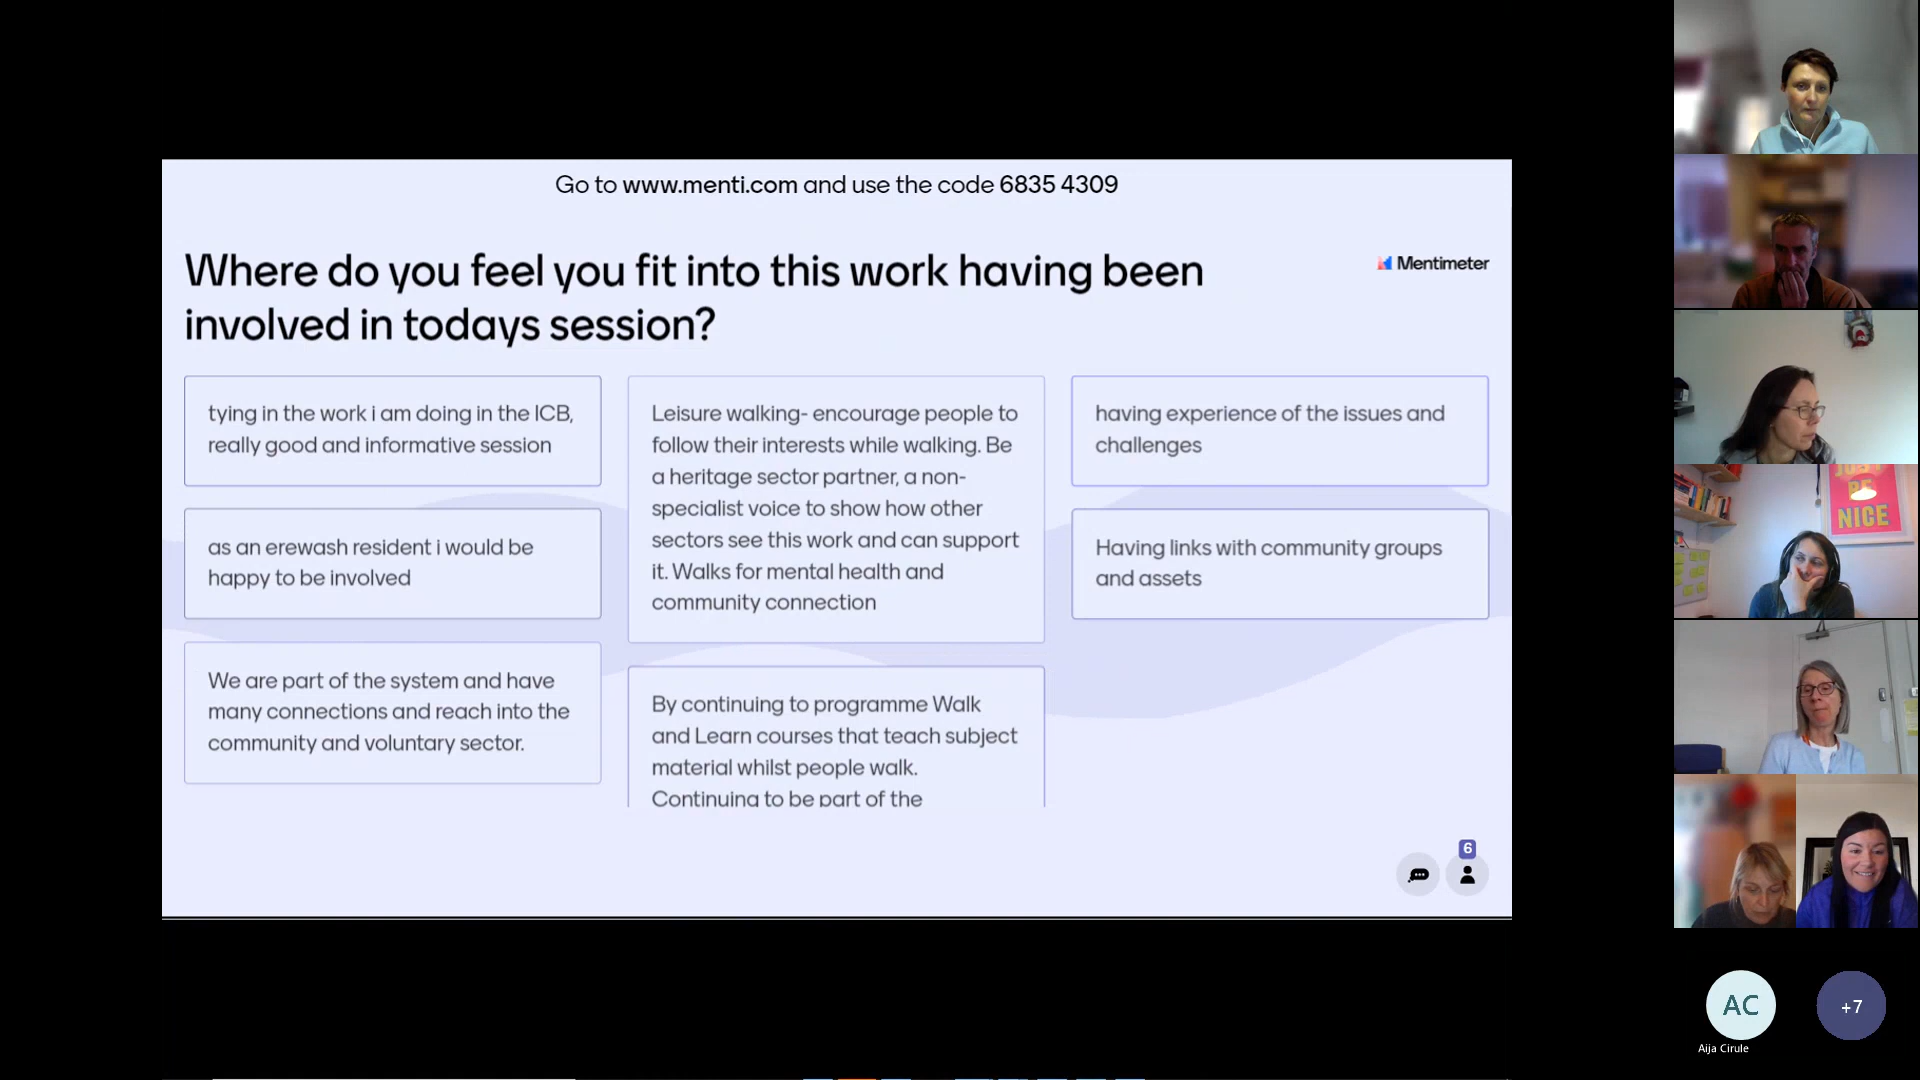 Go to www.menti.com and use the code 6835 4309
Where do you feel you fit into this work having been
involved in todays session?
Mentimeter
tying in the work i am doing in the ICB,
really good and informative session
as an erewash resident i would be
happy to be involved
We are part of the system and have
many connections and reach into the
community and voluntary sector.
Leisure walking- encourage people to
follow their interests while walking. Be
a heritage sector partner, a non-
specialist voice to show how other
sectors see this work and can support
it. Walks for mental health and
community connection
By continuing to programme Walk
and Learn courses that teach subject
material whilst people walk.
Continuing to be part of the
having experience of the issues and
challenges
Having links with community groups
and assets
6
JUST
BE
NICE
AC
Aija Cirule
+7